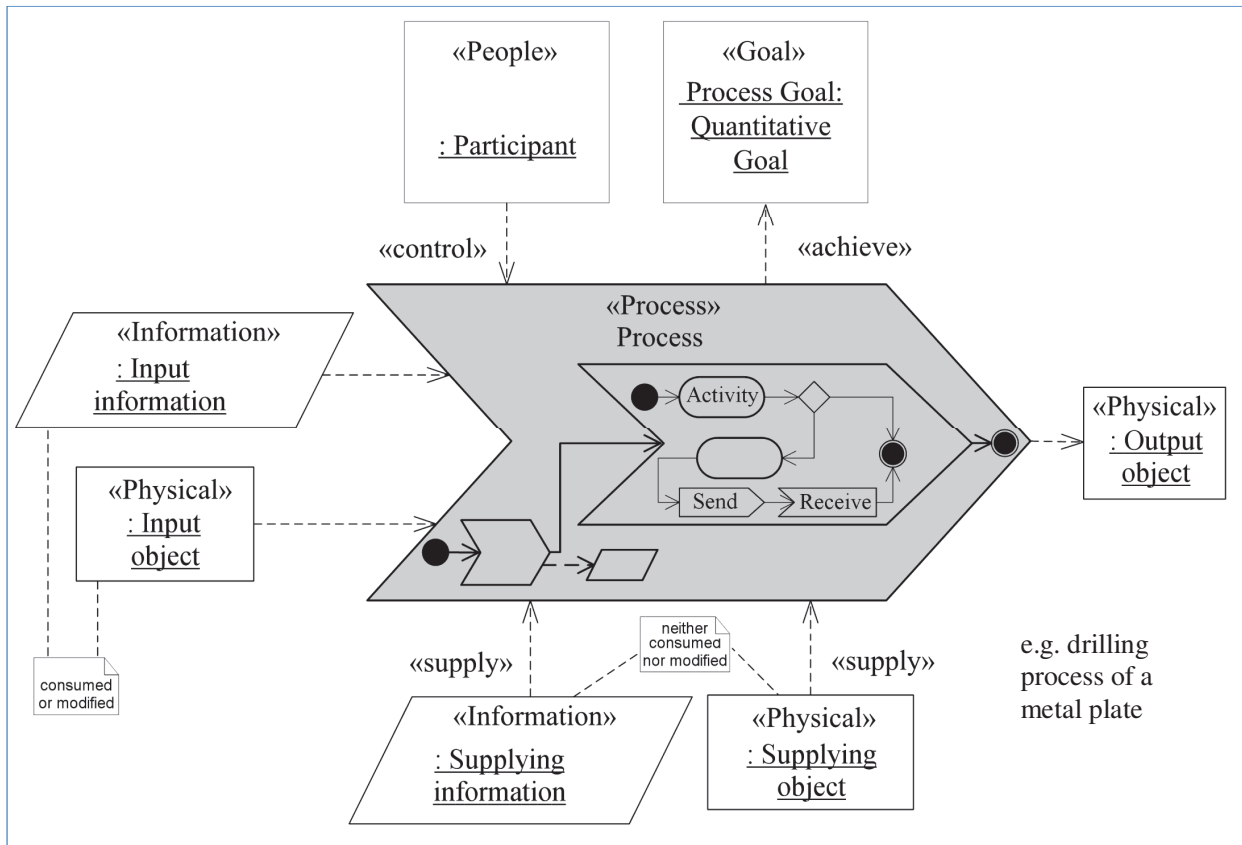 «People»
: Participant
«Goal»
Process Goal:
Quantitative
Goal
«control»
«achieve»
«Process»
Process
«Information»
: Input
information
Activity
«Physical»
: Output
object
«Physical»
: Input
object
Send
Receive
consumed
or modified
«supply»
neither
consumed
nor modified
«supply»
e.g. drilling
process of a
metal plate
«Information»
: Supplying
information
«Physical»
: Supplying
object